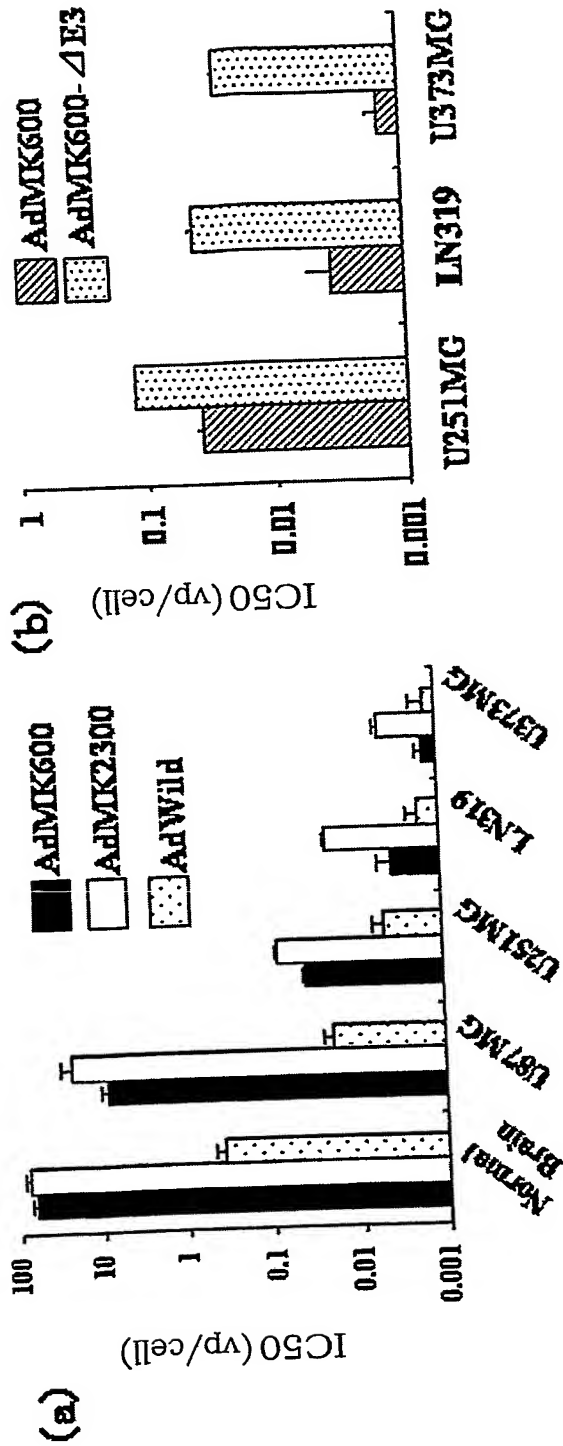 (a)
AdMK600
AdMK2300
AdWild
IC50 (vp/cell)
100
10
1
0.1
0.01
0.001
Normal
Brain
U87MG
U251MG
LN319
U373MG
(b)
AdMK600
AdMK600-ΔE3
IC50 (vp/cell)
1
0.1
0.01
0.001
U251MG
LN319
U373MG